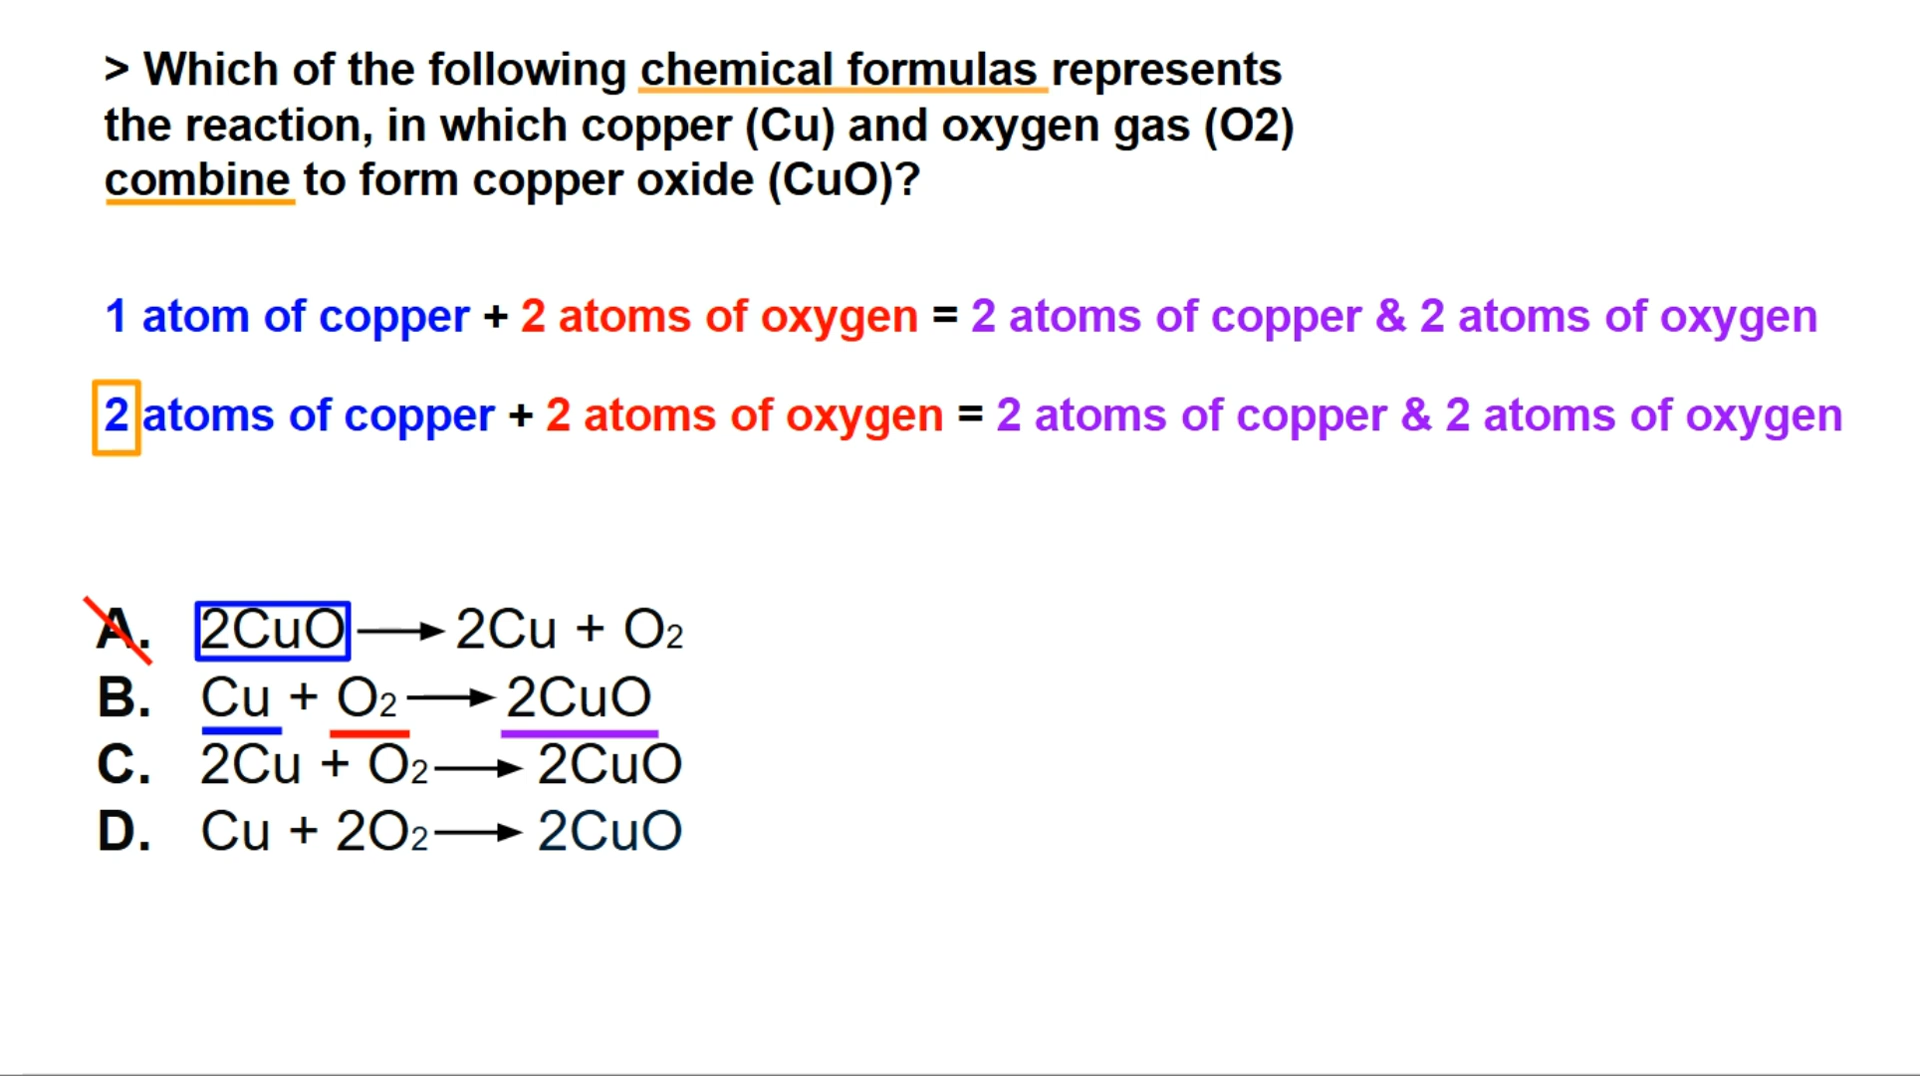 > Which of the following chemical formulas represents
the reaction, in which copper (Cu) and oxygen gas (O2)
combine to form copper oxide (CuO)?
1 atom of copper + 2 atoms of oxygen = 2 atoms of copper & 2 atoms of oxygen
2 atoms of copper + 2 atoms of oxygen = 2 atoms of copper & 2 atoms of oxygen
A. 2CuO → 2Cu + O₂
B. Cu + O₂ → 2CuO
C. 2Cu + O₂ → 2CuO
D. Cu + 2O₂ → 2CuO